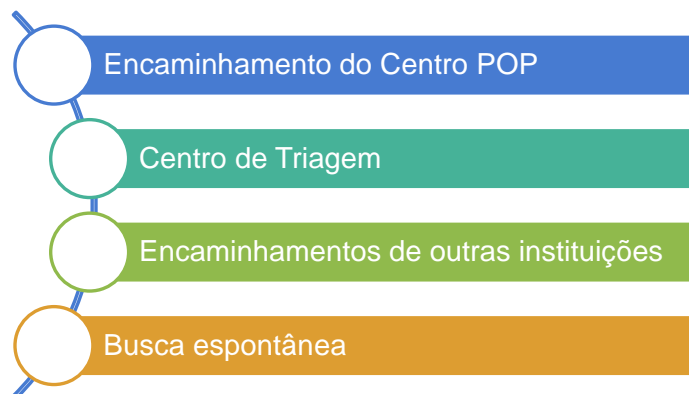 Encaminhamento do Centro POP
Centro de Triagem
Encaminhamentos de outras instituições
Busca espontânea